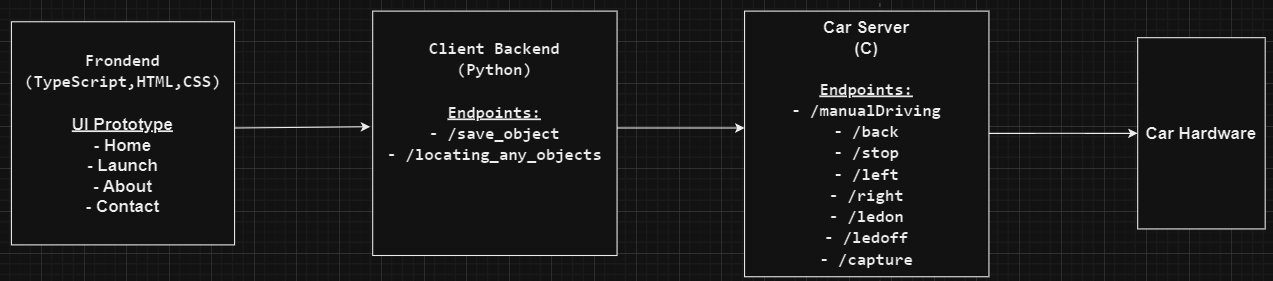 Frondend
(TypeScript,HTML,CSS)
UI Prototype
- Home
- Launch
- About
- Contact
Client Backend
(Python)
Endpoints:
- /save_object
- /locating_any_objects
Car Server
(C)
Endpoints:
- /manualDriving
- /back
- /stop
- /left
- /right
- /ledon
- /ledoff
- /capture
Car Hardware